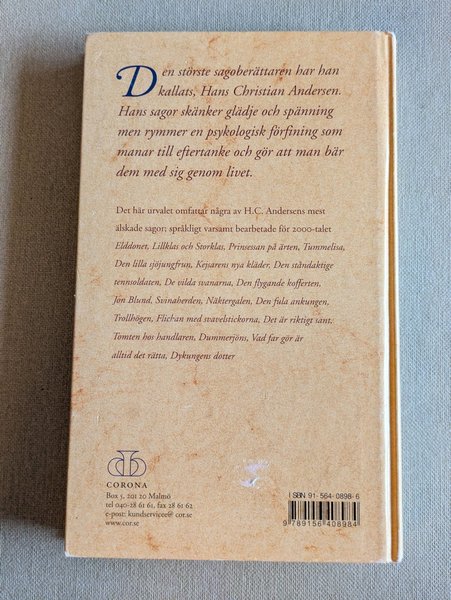 Den störste sagoberättaren har han
kallats, Hans Christian Andersen.
Hans sagor skänker glädje och spänning
men rymmer en psykologisk förfining som
manar till eftertanke och gör att man bär
dem med sig genom livet.
Det här urvalet omfattar några av H.C. Andersens mest
älskade sagor; språkligt varsamt bearbetade för 2000-talet
Elddonet, Lillklas och Storklas, Prinsessan på ärten, Tummelisa,
Den lilla sjöjungfrun, Kejsarens nya kläder, Den ståndaktige
tennsoldaten, De vilda svanarna, Den flygande kofferten,
Jon Blund, Svinaherden, Näktergalen, Den fula ankungen,
Trollhögen, Flickan med svavelstickorna, Det är riktigt sant,
Tomten hos handlaren, Dummerjöns, Vad far gör är
alltid det rätta, Dykungens dotter
CORONA
Box 5, 201 20 Malmö
tel 040-28 61 61, fax 28 61 62
e-post: kundservice@ cor.se
www.cor.se
ISBN 91-564-0898-6
9 789156 408984